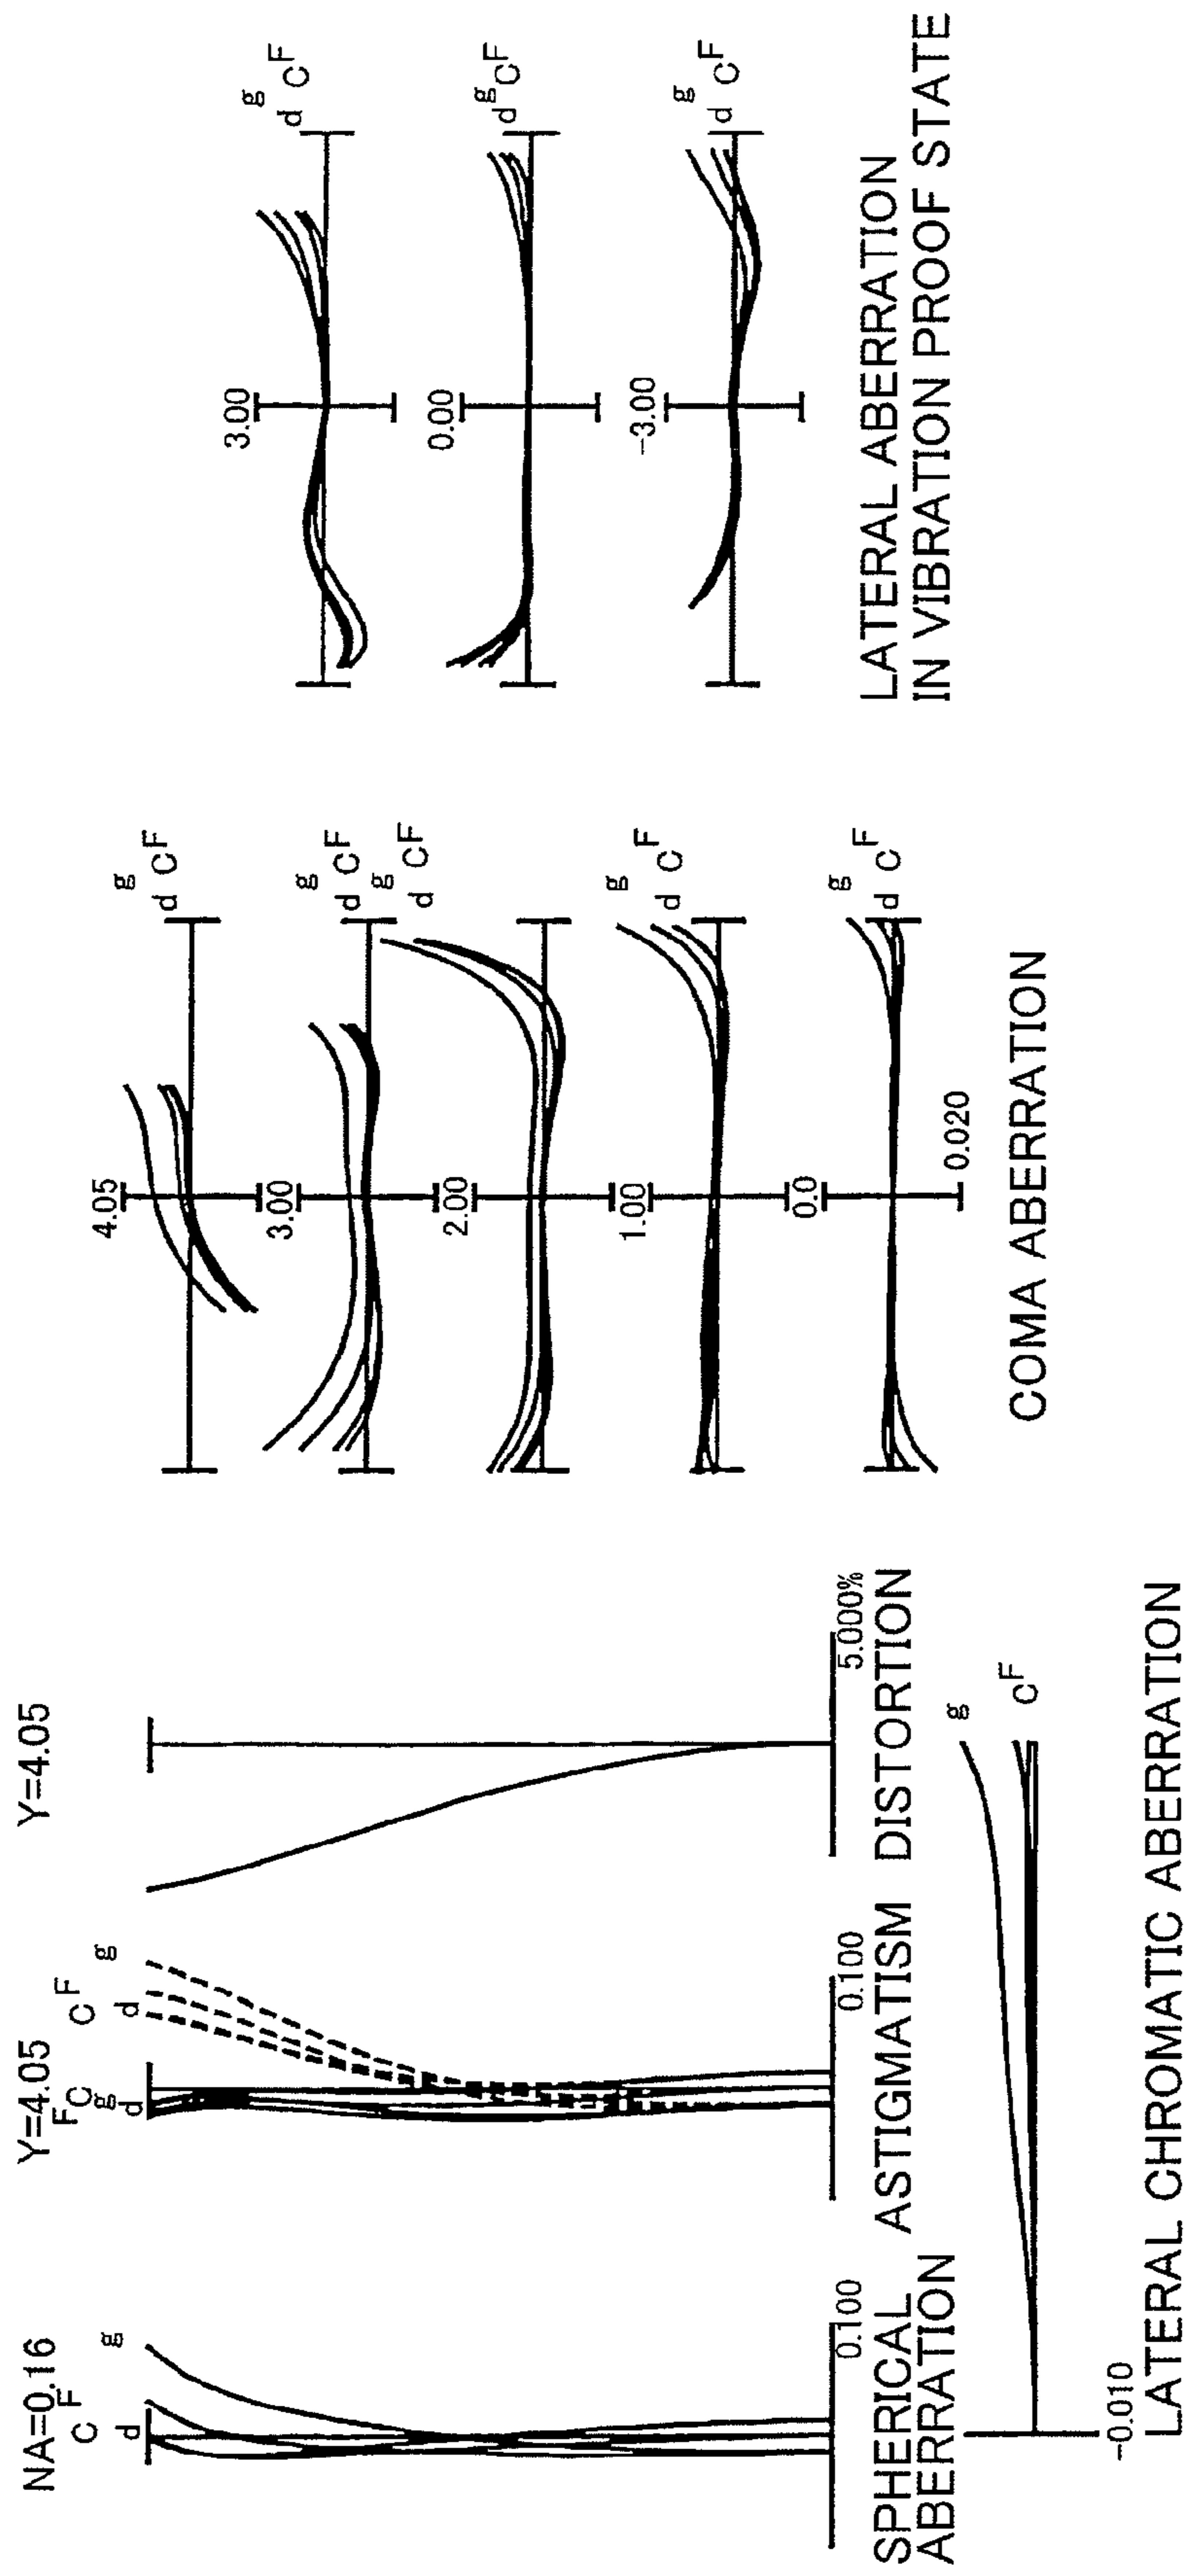 NA=0.16
C F
d
g
SPHERICAL
ABERRATION
0.100
Y=4.05
F C
d g
C F
d
g
ASTIGMATISM
0.100
Y=4.05
DISTORTION
5.000%
g
C F
-0.010
LATERAL CHROMATIC ABERRATION
4.05
g
d C F
3.00
g
d C F
2.00
g
d C F
1.00
g
d C F
0.0
g
d C F
0.020
COMA ABERRATION
3.00
g
d C F
0.00
g
d C F
-3.00
g
d C F
LATERAL ABERRATION
IN VIBRATION PROOF STATE